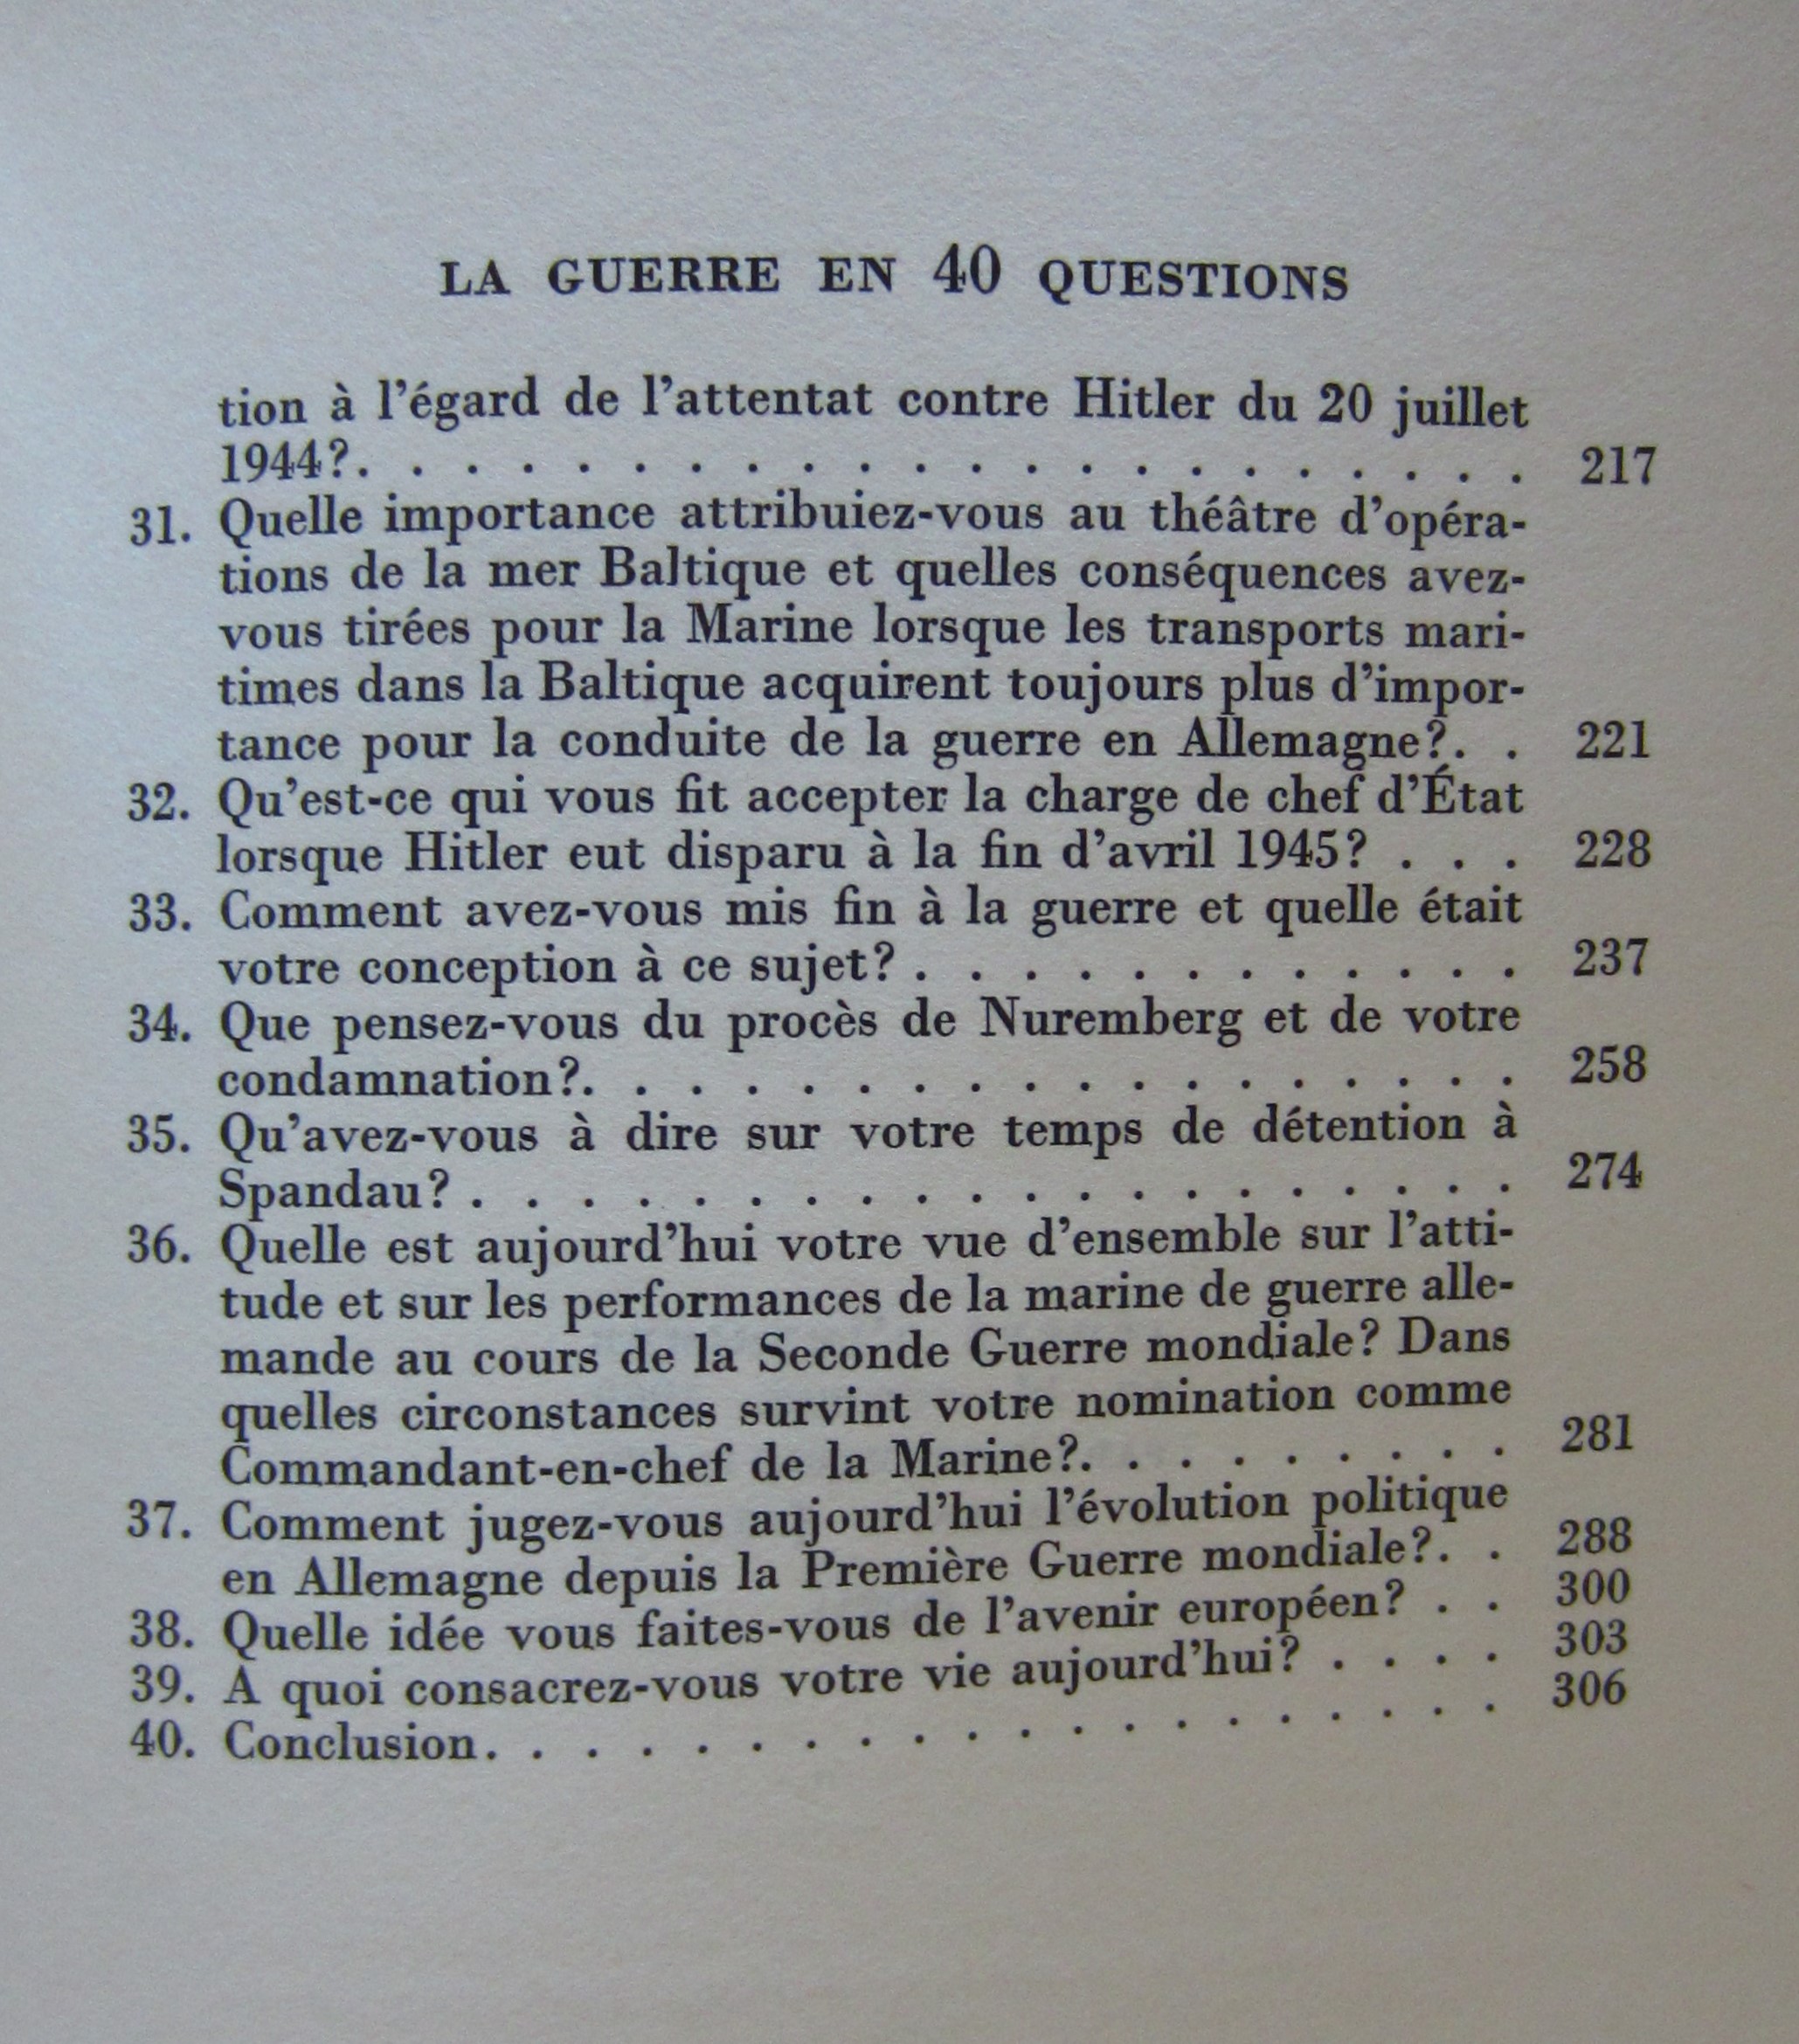 LA GUERRE EN 40 QUESTIONS
tion à l'égard de l'attentat contre Hitler du 20 juillet
1944?. . . . . . . . . . . . . . . . . . . . . . 217
31. Quelle importance attribuiez-vous au théâtre d'opéra-
tions de la mer Baltique et quelles conséquences avez-
vous tirées pour la Marine lorsque les transports mari-
times dans la Baltique acquirent toujours plus d'impor-
tance pour la conduite de la guerre en Allemagne?. . 221
32. Qu'est-ce qui vous fit accepter la charge de chef d'État
lorsque Hitler eut disparu à la fin d'avril 1945? . . . 228
33. Comment avez-vous mis fin à la guerre et quelle était
votre conception à ce sujet? . . . . . . . . . . . . 237
34. Que pensez-vous du procès de Nuremberg et de votre
condamnation?. . . . . . . . . . . . . . . . . . 258
35. Qu'avez-vous à dire sur votre temps de détention à
Spandau? . . . . . . . . . . . . . . . . . . . . 274
36. Quelle est aujourd'hui votre vue d'ensemble sur l'atti-
tude et sur les performances de la marine de guerre alle-
mande au cours de la Seconde Guerre mondiale? Dans
quelles circonstances survint votre nomination comme
Commandant-en-chef de la Marine?. . . . . . . . . 281
37. Comment jugez-vous aujourd'hui l'évolution politique
en Allemagne depuis la Première Guerre mondiale?. . 288
38. Quelle idée vous faites-vous de l'avenir européen? . . 300
39. A quoi consacrez-vous votre vie aujourd'hui? . . . . 303
40. Conclusion. . . . . . . . . . . . . . . . . . . . 306